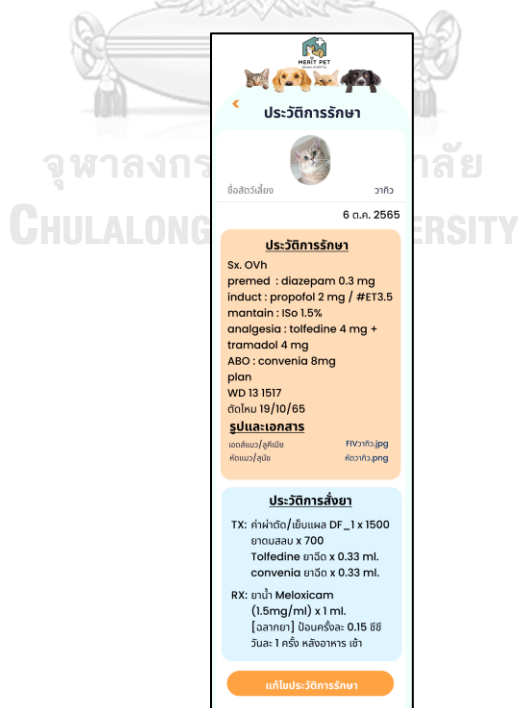 MERIT PET
ANIMAL HOSPITAL
ประวัติการรักษา
ชื่อสัตว์เลี้ยง วากิว
6 ต.ค. 2565
ประวัติการรักษา
Sx. OVh
premed : diazepam 0.3 mg
induct : propofol 2 mg / #ET3.5
mantain : ISo 1.5%
analgesia : tolfedine 4 mg +
tramadol 4 mg
ABO : convenia 8mg
plan
WD 13 1517
ตัดไหม 19/10/65
รูปและเอกสาร
เอดส์แมว/ลูคีเมีย FIVวากิว.jpg
หัดแมว/สุนัข หัดวากิว.png
ประวัติการสั่งยา
TX: ค่าผ่าตัด/เย็บแผล DF_1 x 1500
ยาดมสลบ x 700
Tolfedine ยาฉีด x 0.33 ml.
convenia ยาฉีด x 0.33 ml.
RX: ยาน้ำ Meloxicam
(1.5mg/ml) x 1 ml.
[ฉลากยา] ป้อนครั้งละ 0.15 ซีซี
วันละ 1 ครั้ง หลังอาหาร เช้า
แก้ไขประวัติการรักษา